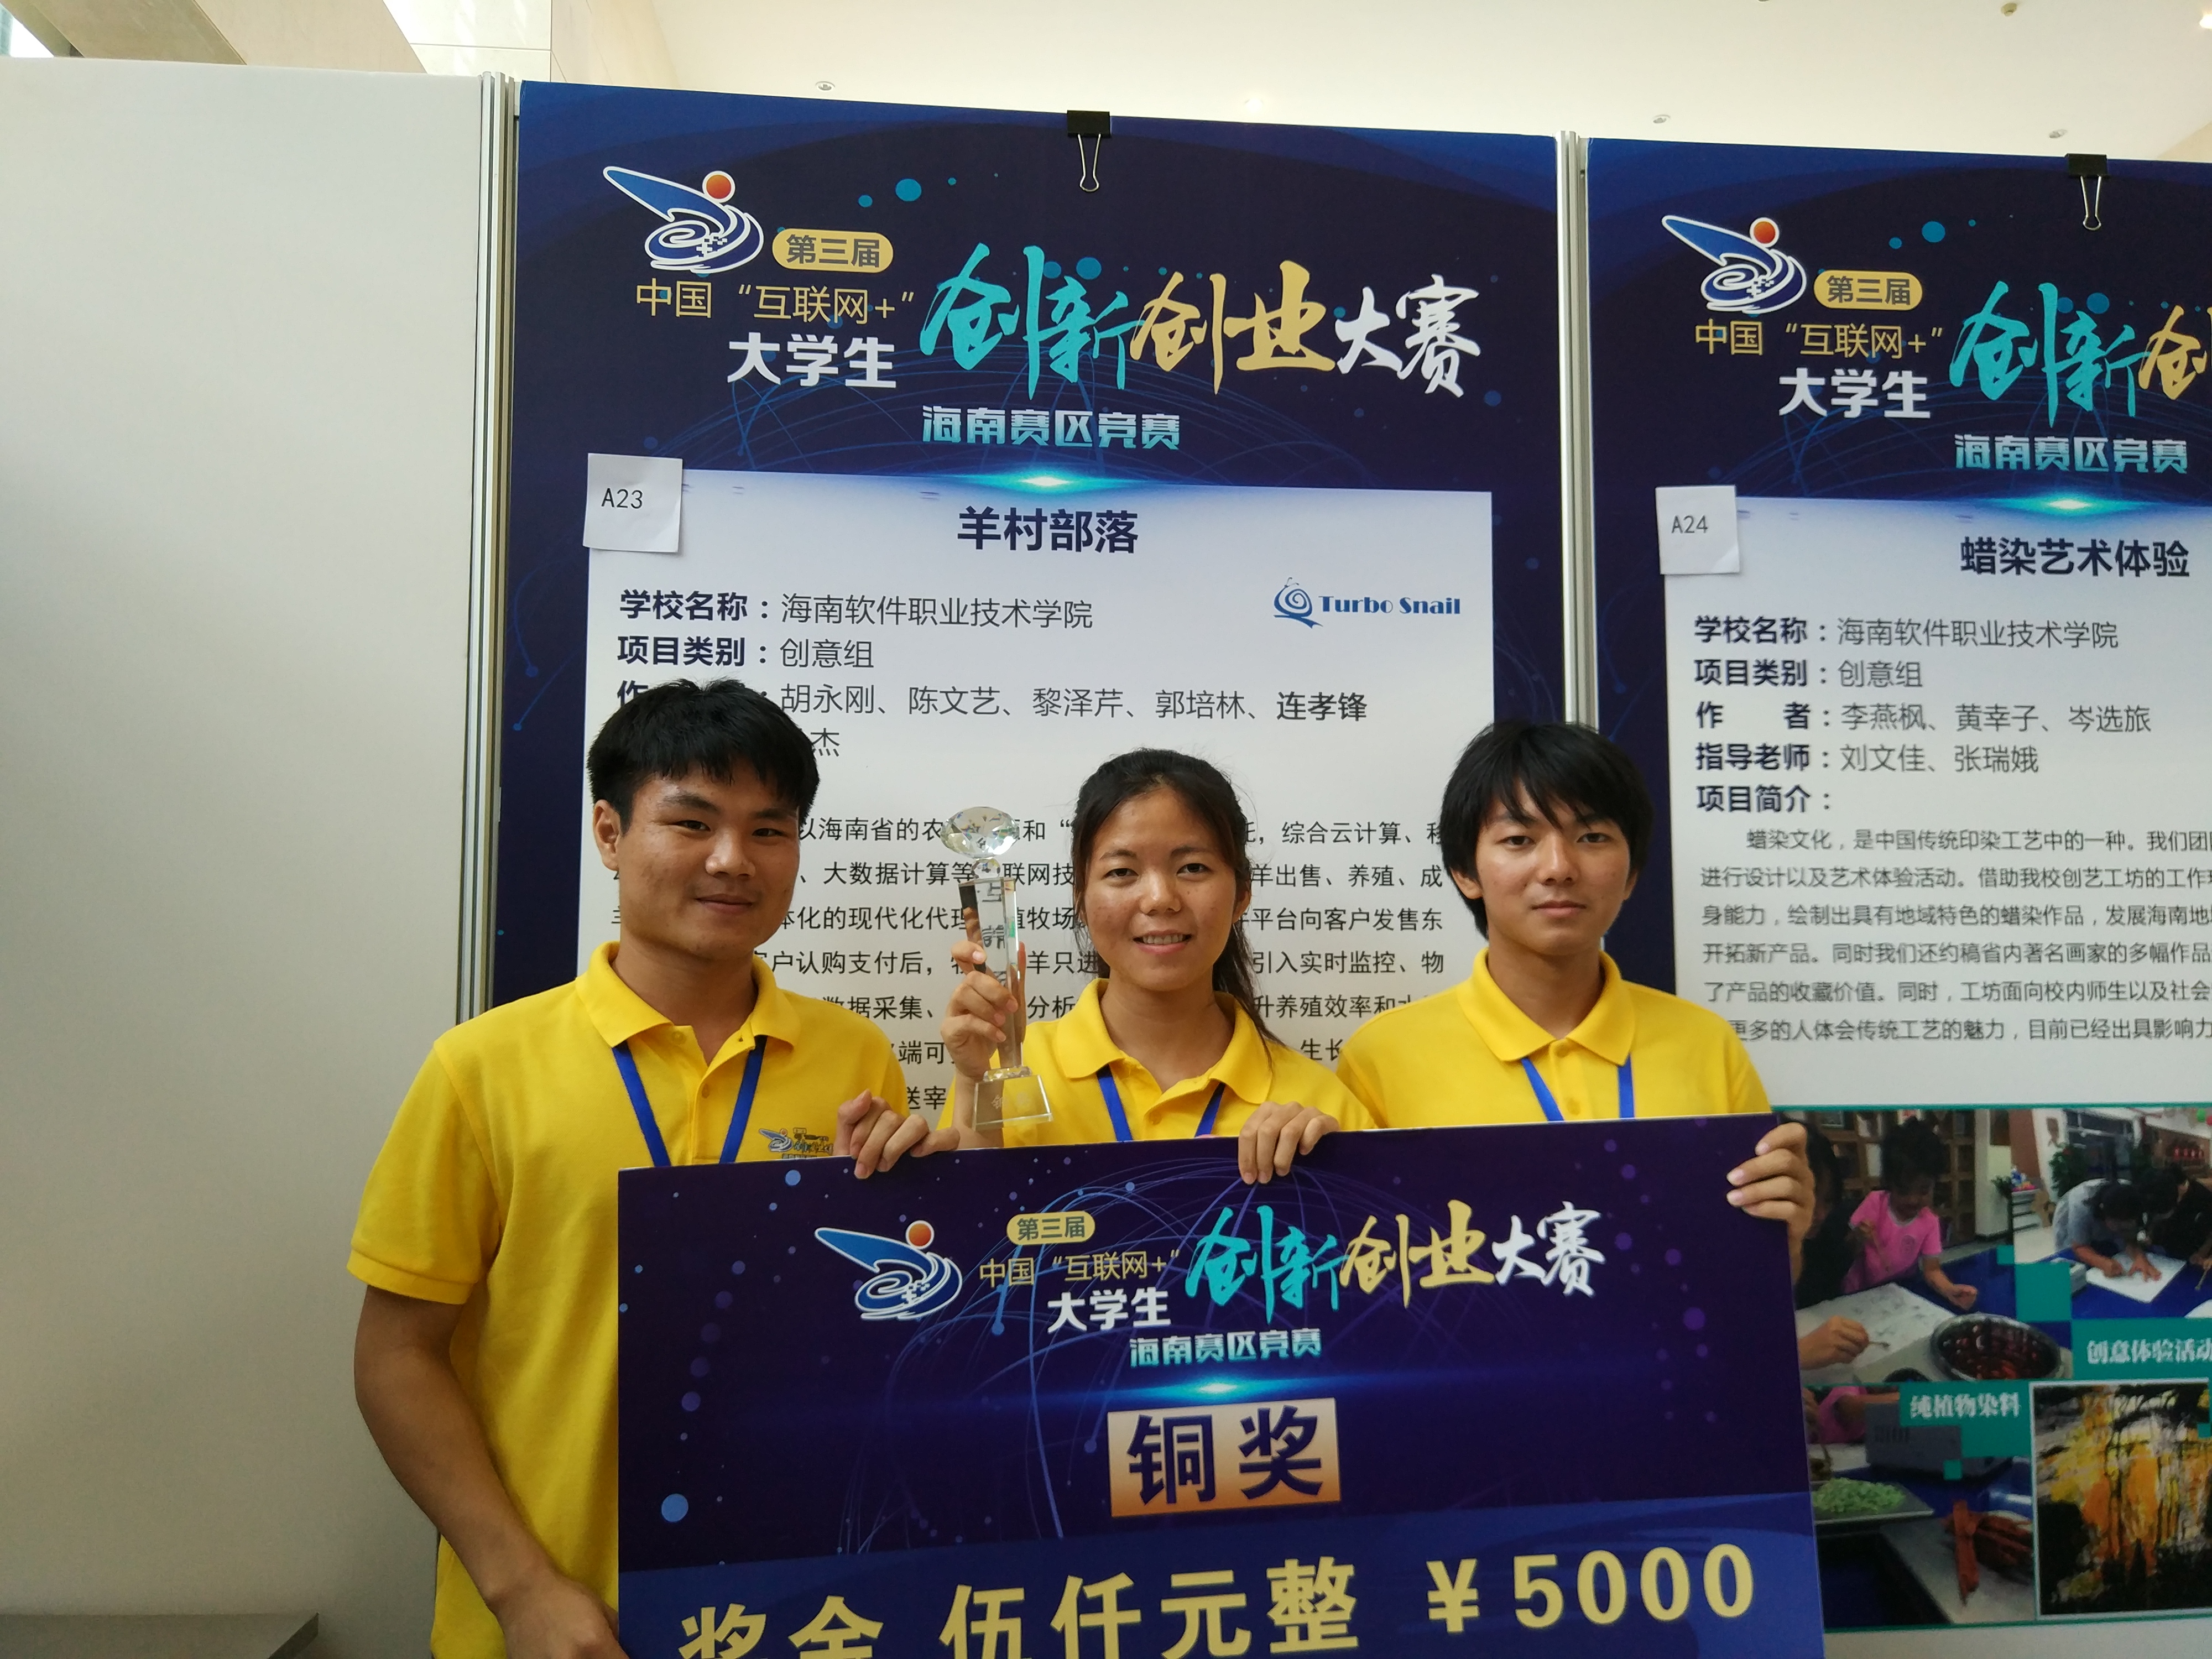 第三届
中国“互联网+”
大学生
创新创业大赛
海南赛区竞赛
A23
羊村部落
Turbo Snail
学校名称：海南软件职业技术学院
项目类别：创意组
作 ：胡永刚、陈文艺、黎泽芹、郭培林、连孝锋
杰
以海南省的农 和“ 托，综合云计算、移
、大数据计算等 联网技 羊出售、养殖、成
体化的现代化代理 殖牧场 平台向客户发售东
客户认购支付后， 羊只进 引入实时监控、物
数据采集、 分析 升养殖效率和
端可 生长
送宰
第三届
中国“互联网+”
大学生
创新创
海南赛区竞赛
A24
蜡染艺术体验
学校名称：海南软件职业技术学院
项目类别：创意组
作 者：李燕枫、黄幸子、岑选旅
指导老师：刘文佳、张瑞娥
项目简介：
蜡染文化，是中国传统印染工艺中的一种。我们团
进行设计以及艺术体验活动。借助我校创艺工坊的工作
身能力，绘制出具有地域特色的蜡染作品，发展海南地
开拓新产品。同时我们还约稿省内著名画家的多幅作品
了产品的收藏价值。同时，工坊面向校内师生以及社会
更多的人体会传统工艺的魅力，目前已经出具影响力
创意体验活动
纯植物染料
第三届
中国“互联网+”
大学生
创新创业大赛
海南赛区竞赛
铜奖
奖金 伍仟元整 ¥5000